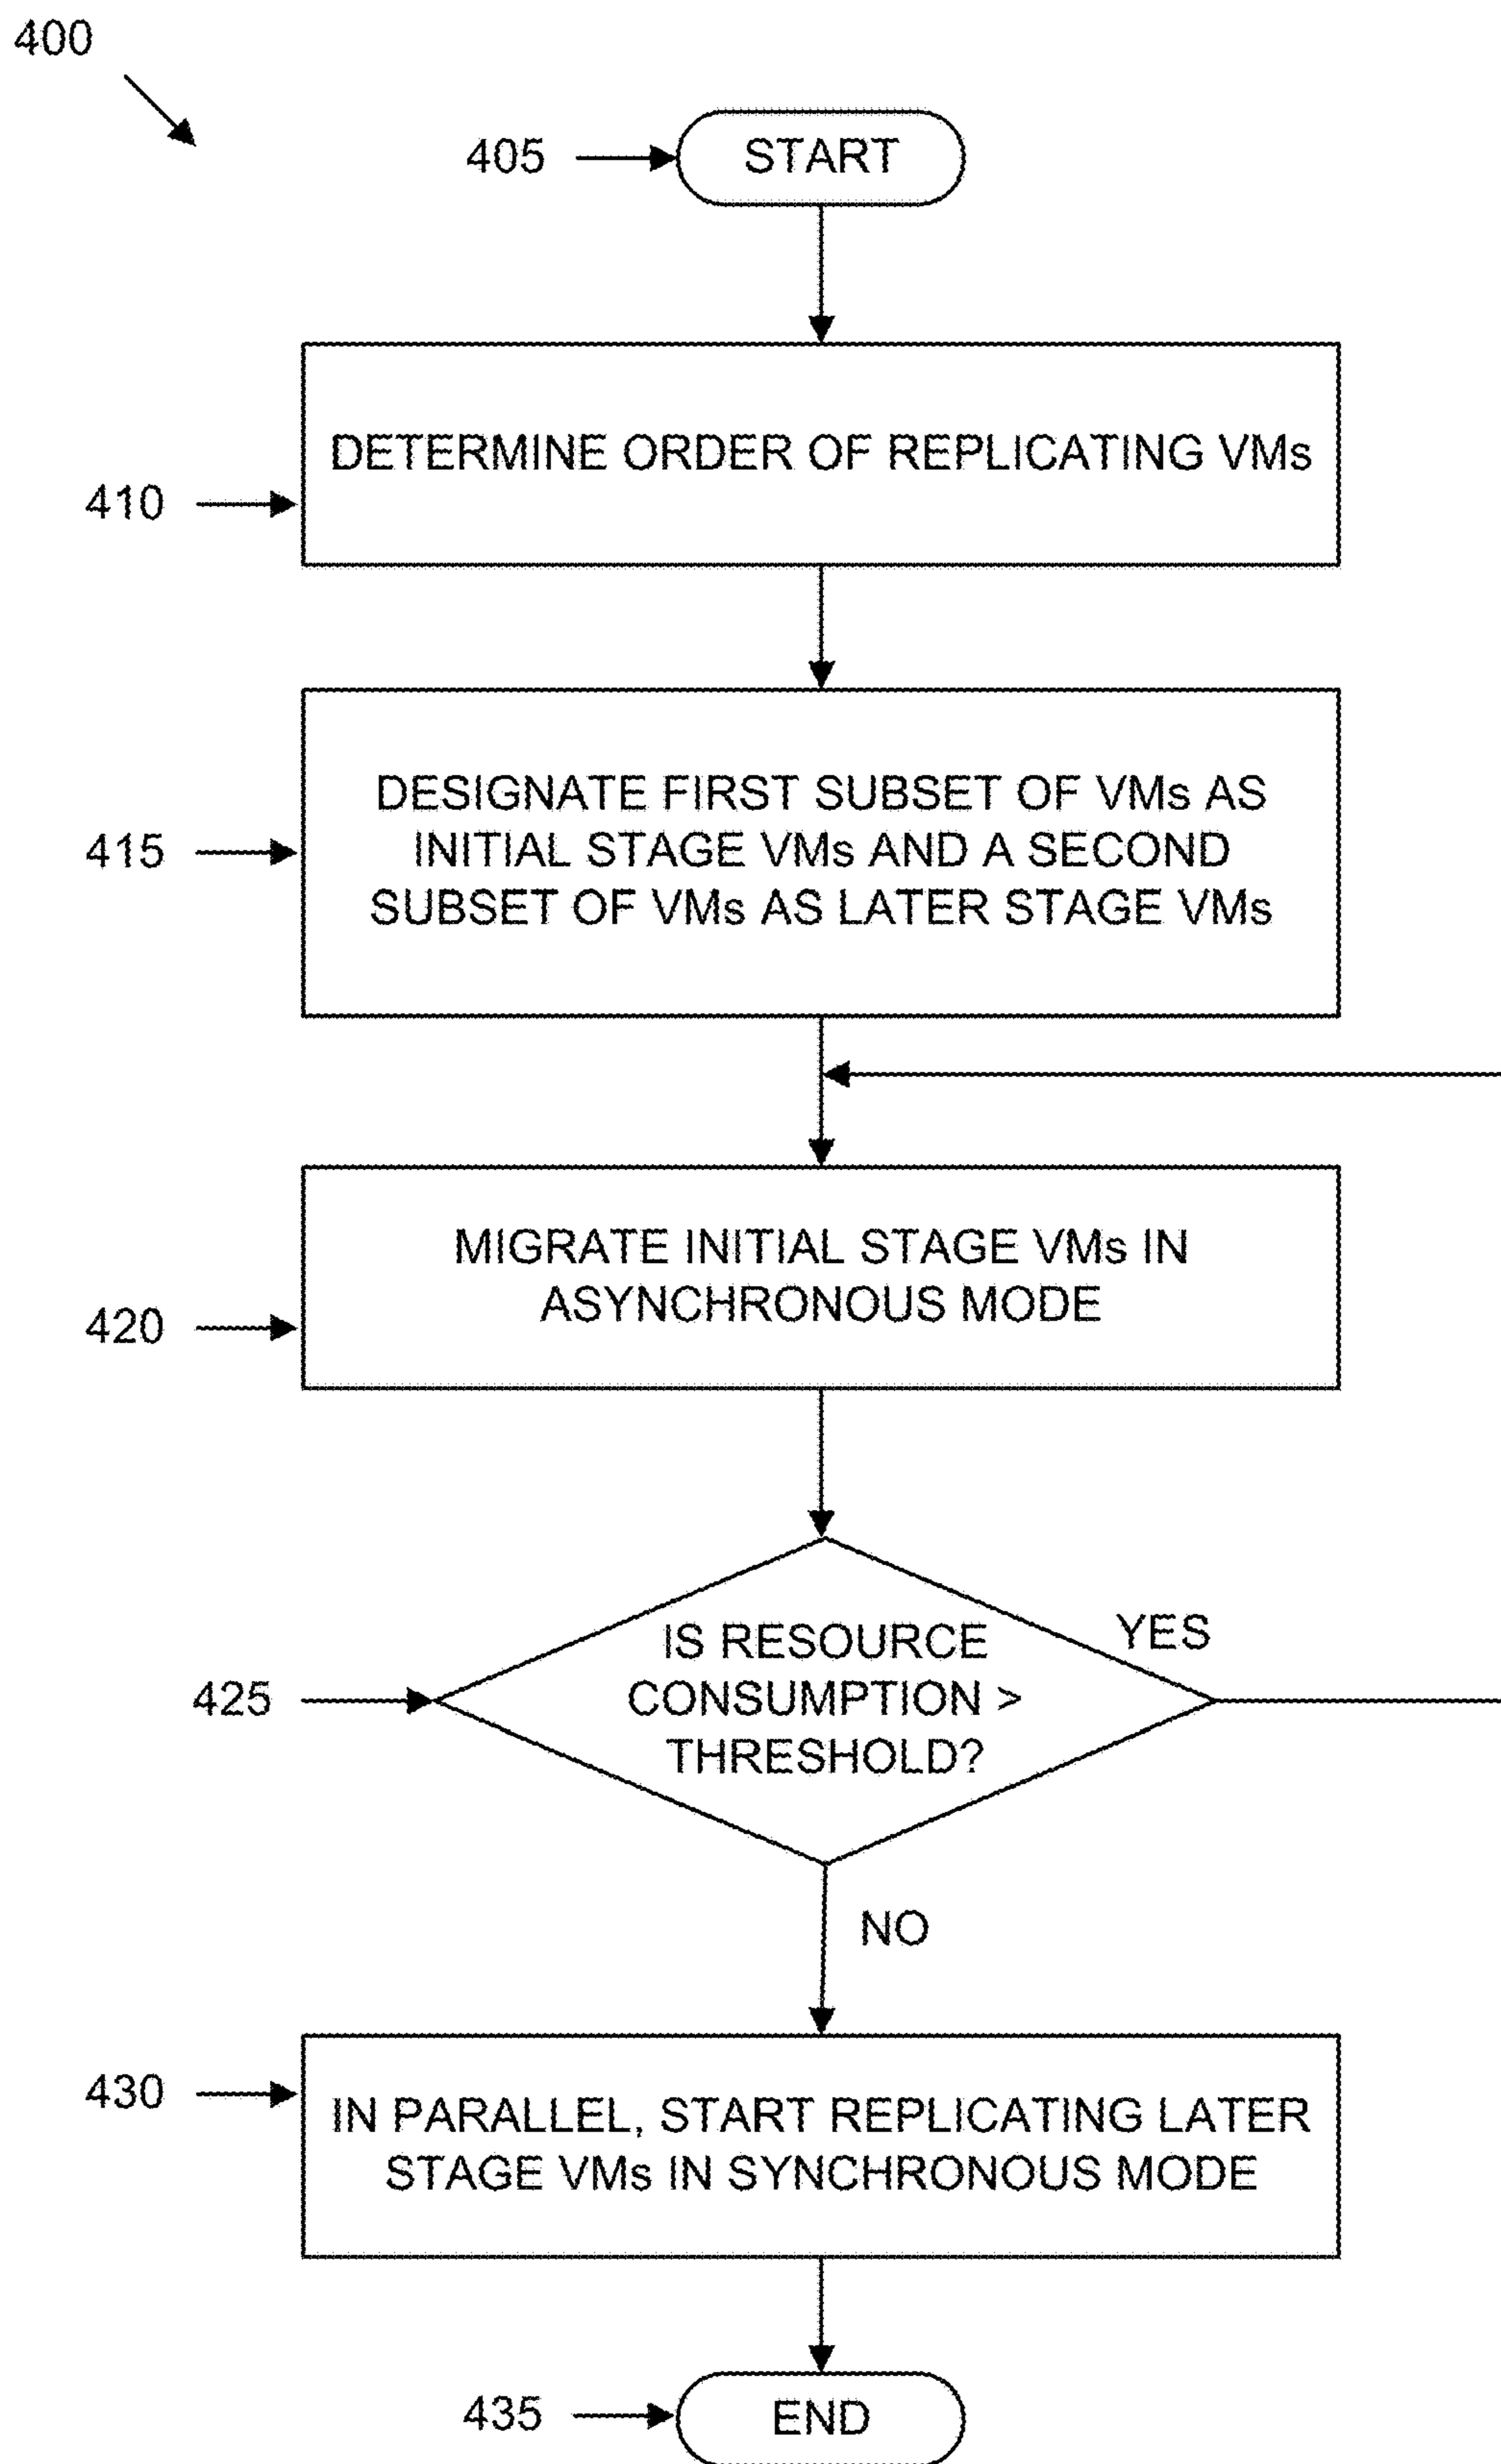 400
405
START
DETERMINE ORDER OF REPLICATING VMs
410
DESIGNATE FIRST SUBSET OF VMs AS
INITIAL STAGE VMs AND A SECOND
SUBSET OF VMs AS LATER STAGE VMs
415
MIGRATE INITIAL STAGE VMs IN
ASYNCHRONOUS MODE
420
IS RESOURCE
CONSUMPTION >
THRESHOLD?
YES
425
NO
430
IN PARALLEL, START REPLICATING LATER
STAGE VMs IN SYNCHRONOUS MODE
435
END